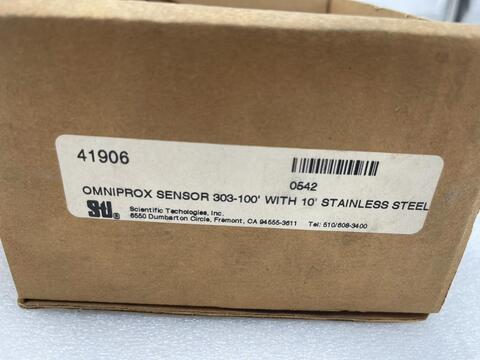 41906
0542
OMNIPROX SENSOR 303-100' WITH 10' STAINLESS STEEL
STI ®
Scientific Techologies, Inc.
6550 Dumbarton Circle, Fremont, CA 94555-3611 Tel: 510/608-3400